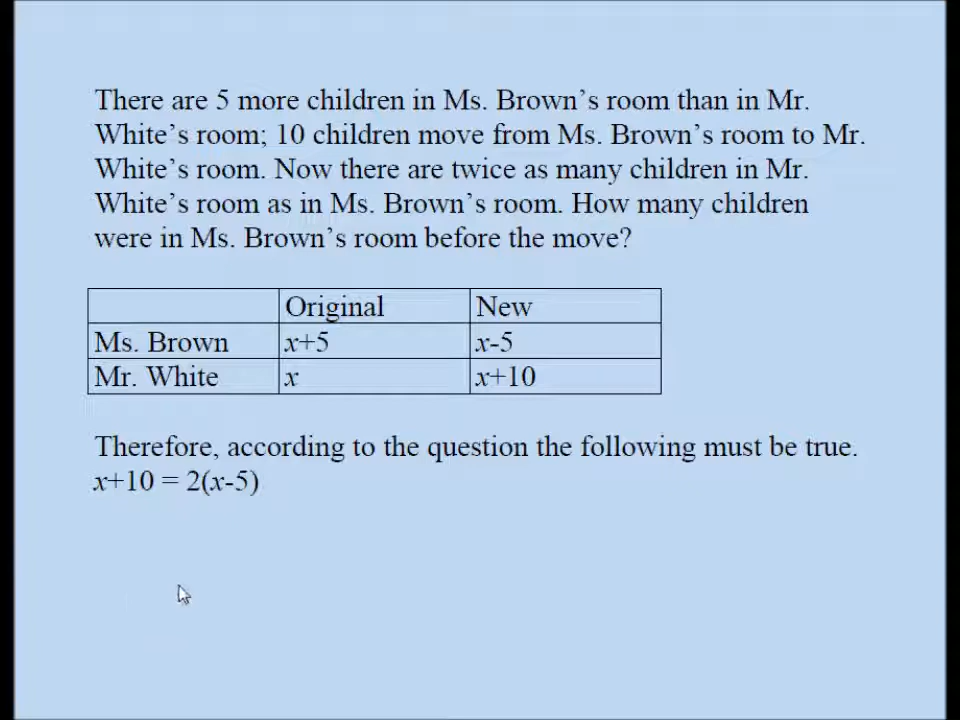 There are 5 more children in Ms. Brown’s room than in Mr.
White’s room; 10 children move from Ms. Brown’s room to Mr.
White’s room. Now there are twice as many children in Mr.
White’s room as in Ms. Brown’s room. How many children
were in Ms. Brown’s room before the move?
Original New
Ms. Brown x+5 x-5
Mr. White x x+10
Therefore, according to the question the following must be true.
x+10 = 2(x-5)